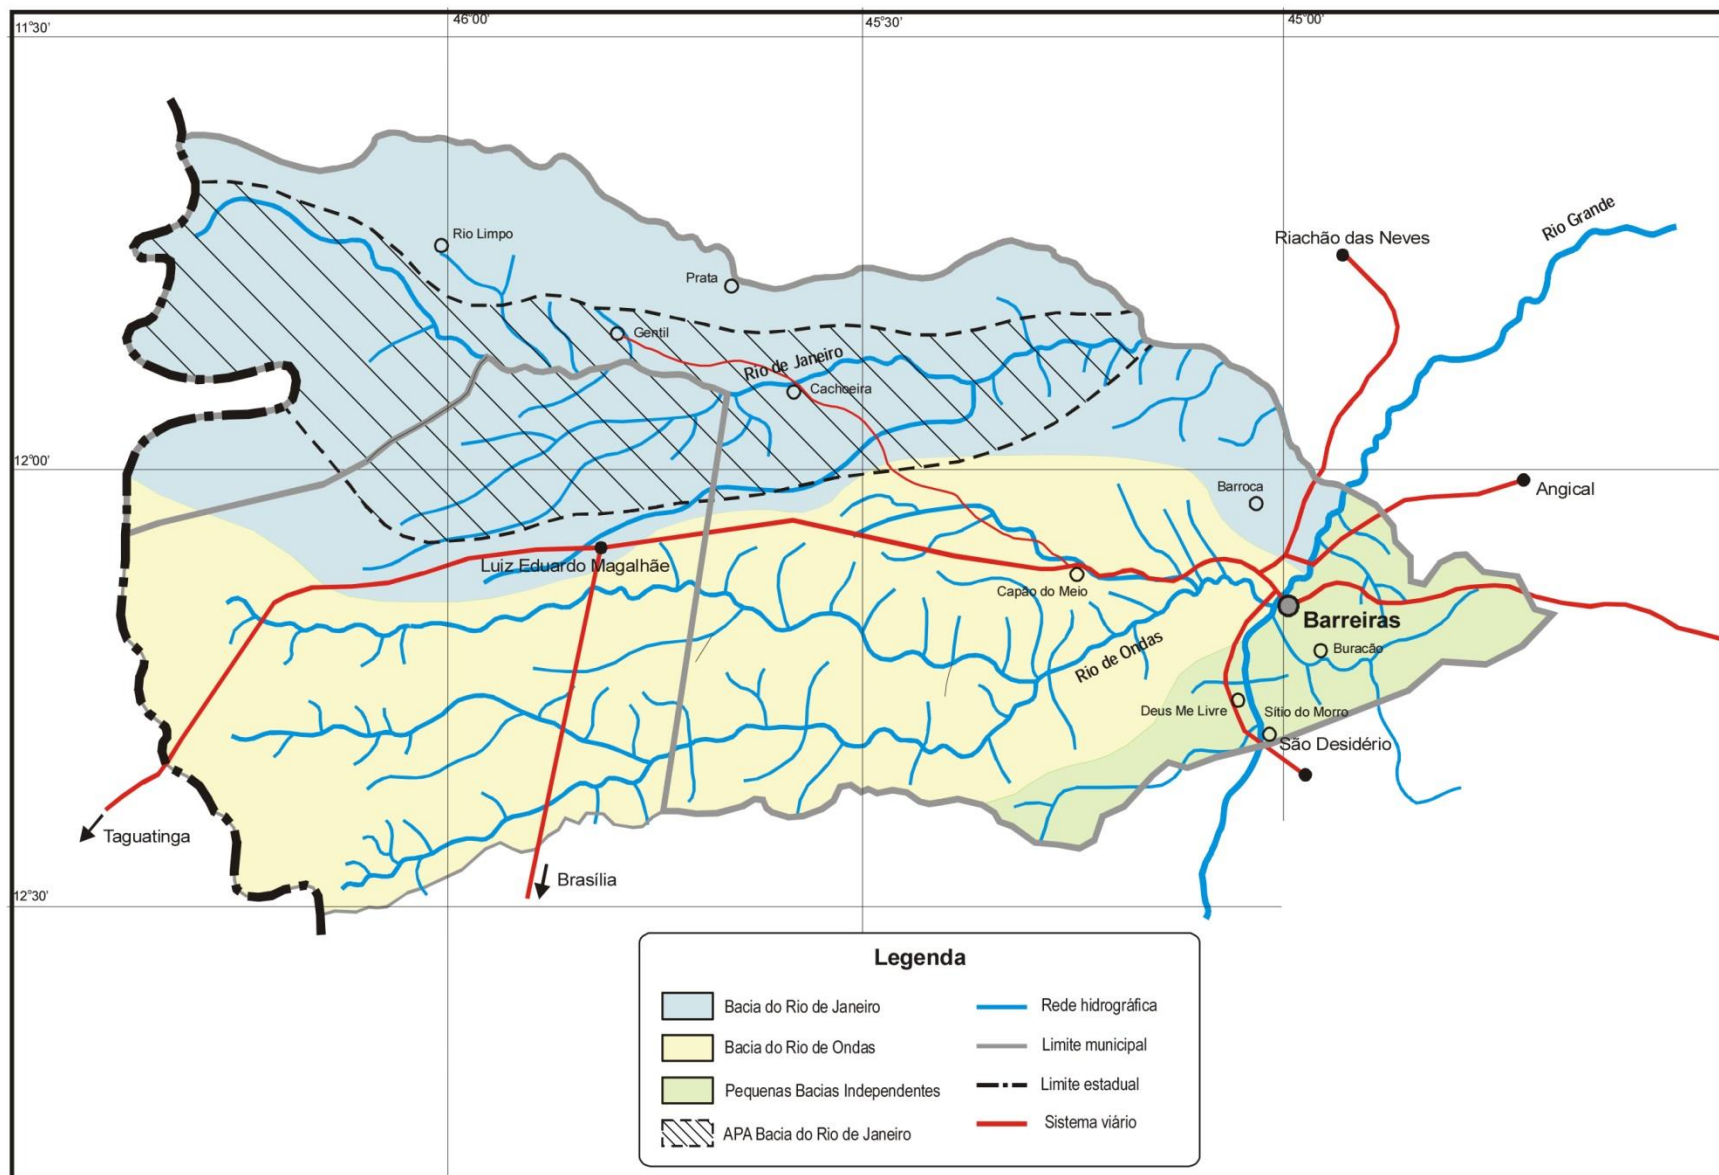 46°00'
45°30'
45°00'
11°30'
Rio Grande
Rio Limpo
Riachão das Neves
Prata
Gentil
Rio de Janeiro
Cachoeira
12°00'
Barroca
Angical
Luiz Eduardo Magalhãe
Capão do Meio
Barreiras
Rio de Ondas
Buracão
Deus Me Livre
Sítio do Morro
São Desidério
Taguatinga
Brasília
12°30'
Legenda
Bacia do Rio de Janeiro
Rede hidrográfica
Bacia do Rio de Ondas
Limite municipal
Pequenas Bacias Independentes
Limite estadual
APA Bacia do Rio de Janeiro
Sistema viário